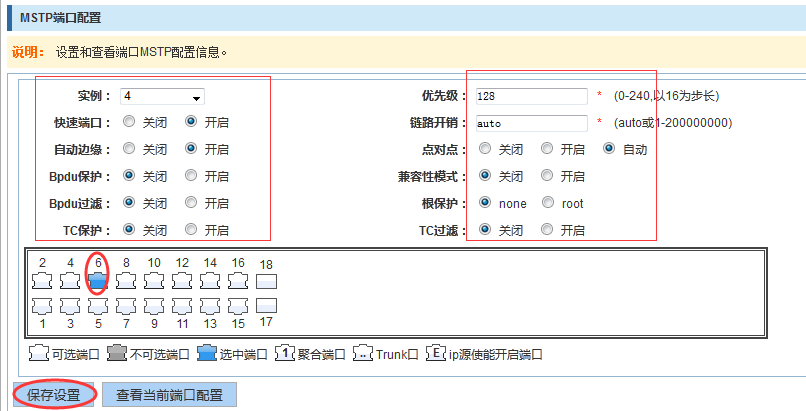 MSTP端口配置
说明： 设置和查看端口MSTP配置信息。
实例： 4 优先级： 128 * (0-240,以16为步长)
快速端口： 关闭 开启 链路开销： auto * (auto或1-200000000)
自动边缘： 关闭 开启 点对点： 关闭 开启 自动
Bpdu保护： 关闭 开启 兼容性模式： 关闭 开启
Bpdu过滤： 关闭 开启 根保护： none root
TC保护： 关闭 开启 TC过滤： 关闭 开启
2 4 6 8 10 12 14 16 18
1 3 5 7 9 11 13 15 17
可选端口 不可选端口 选中端口 1 聚合端口 .. Trunk口 E ip源使能开启端口
保存设置 查看当前端口配置